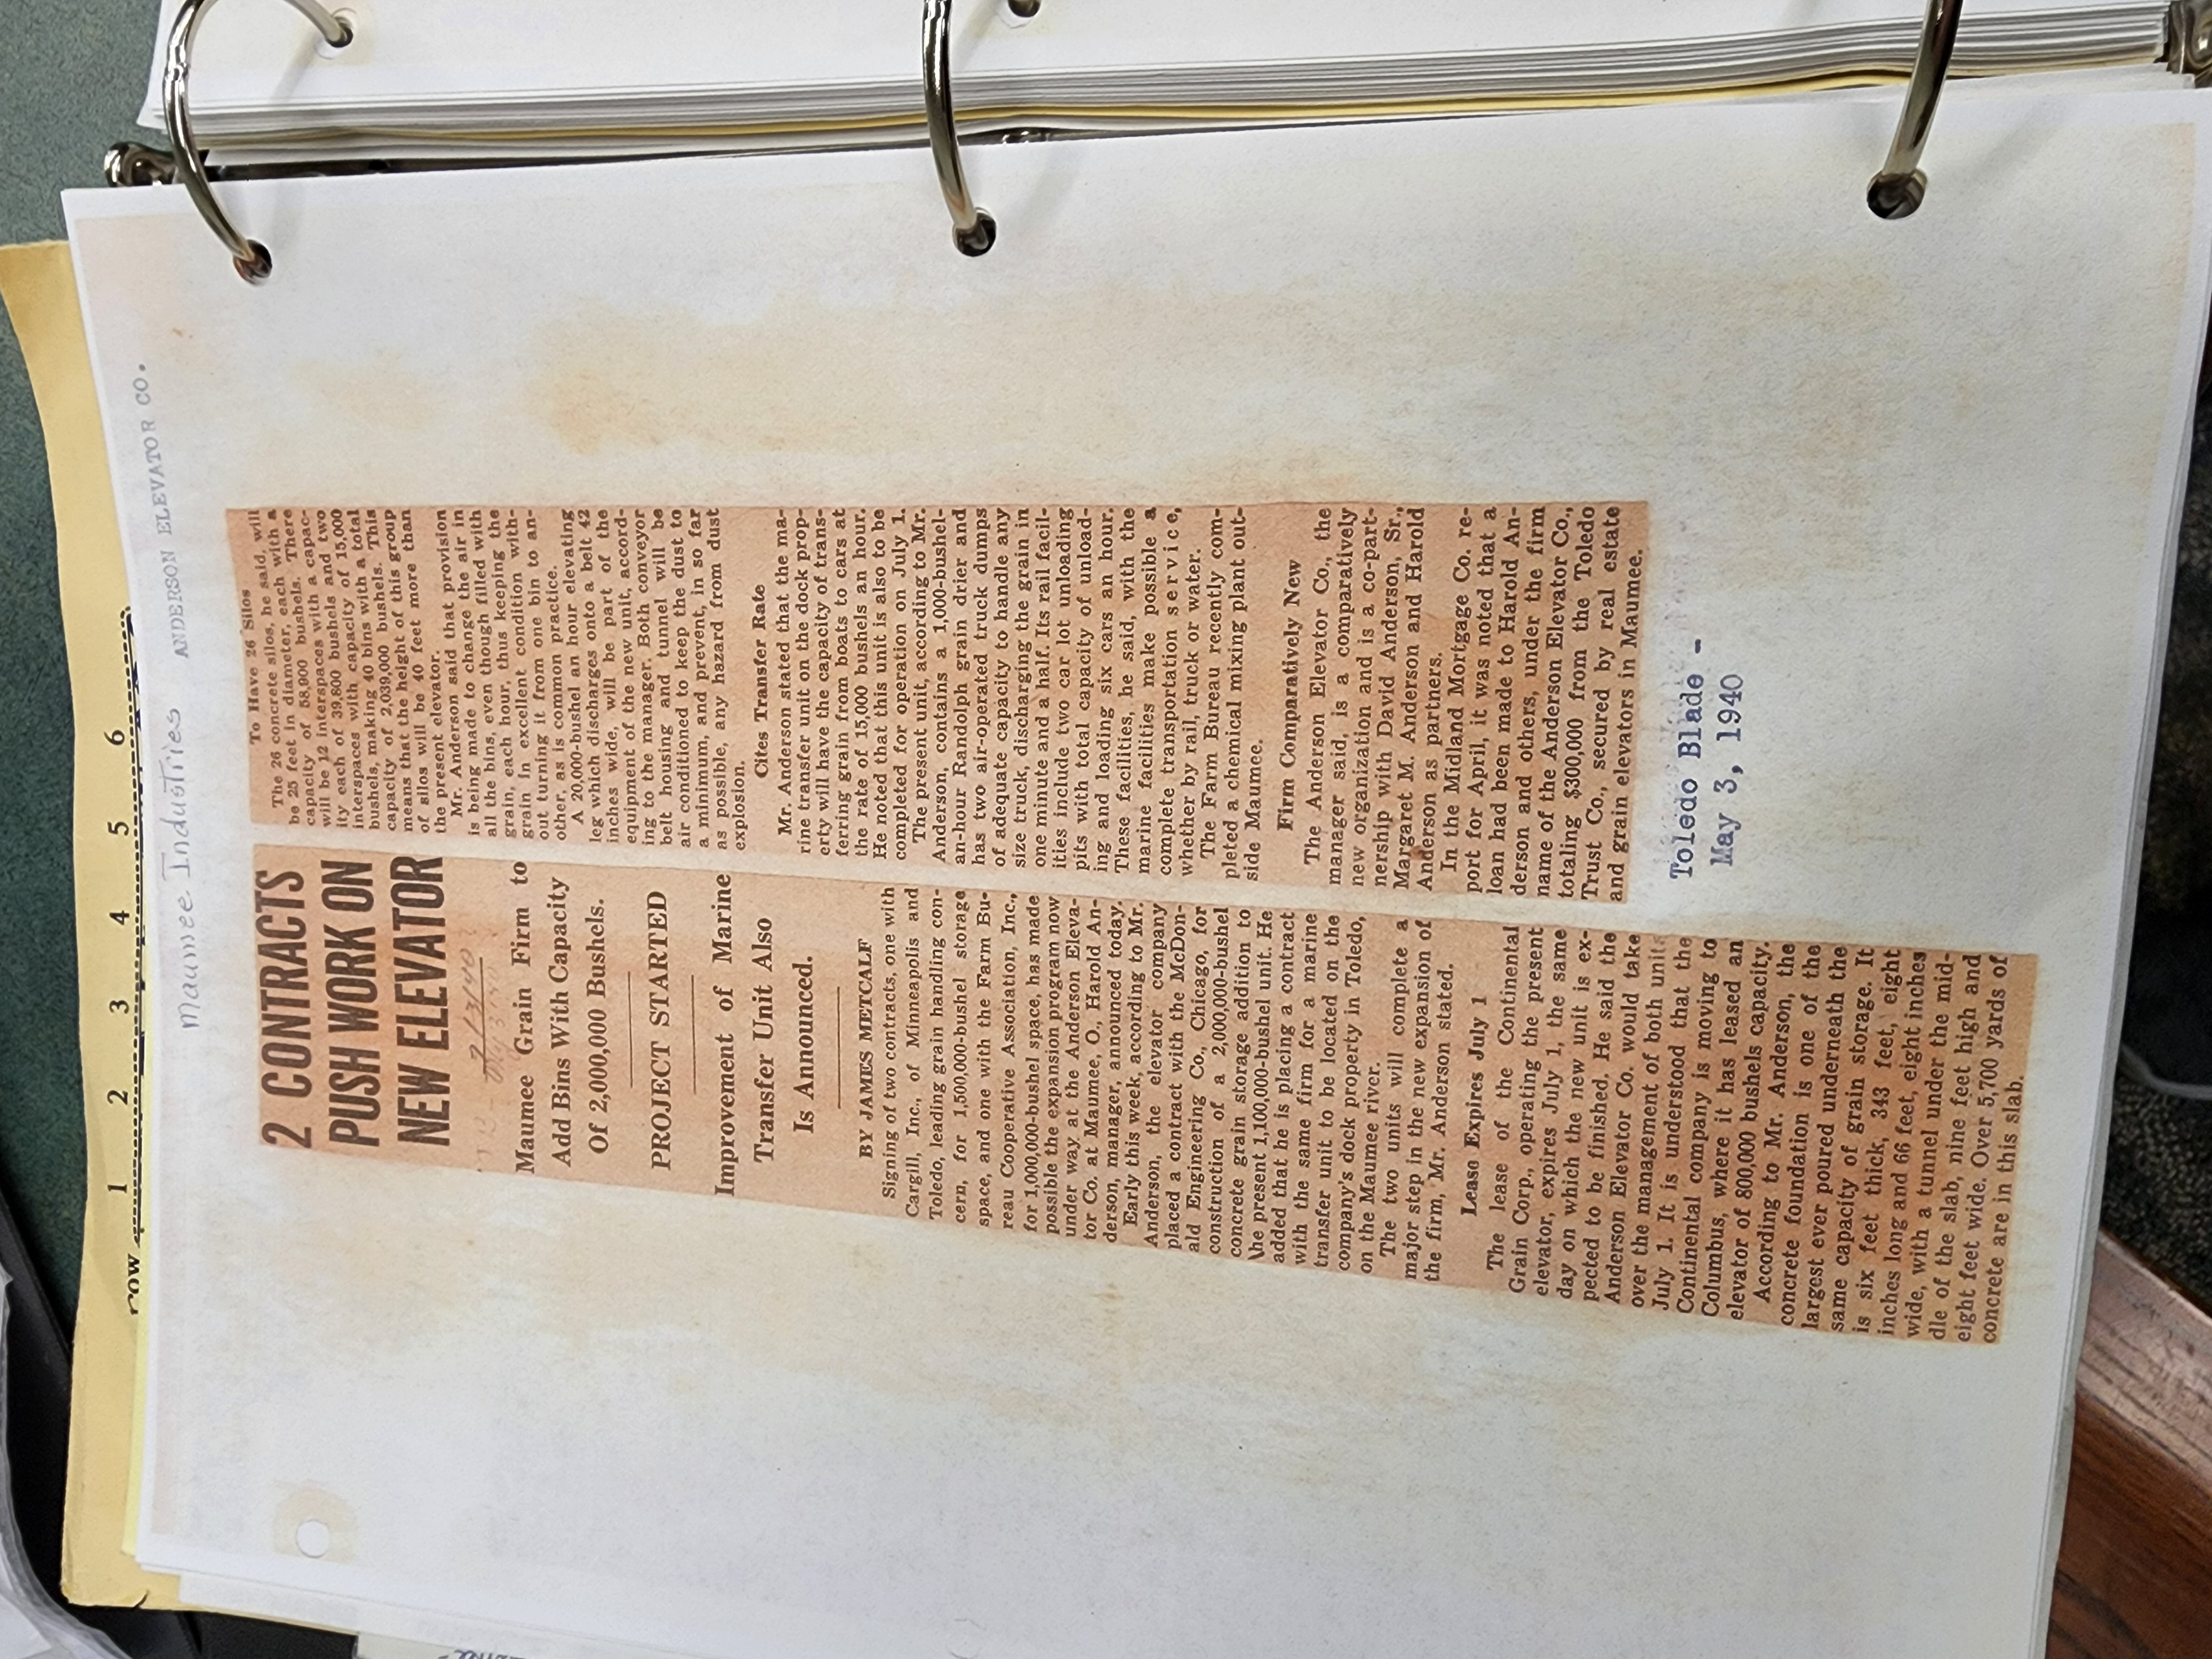 row 1 2 3 4 5 6
Maumee Industries ANDERSON ELEVATOR CO.
2 CONTRACTS
PUSH WORK ON
NEW ELEVATOR
Maumee Grain Firm to
Add Bins With Capacity
Of 2,000,000 Bushels.
PROJECT STARTED
Improvement of Marine
Transfer Unit Also
Is Announced.
BY JAMES METCALF
Signing of two contracts, one with
Cargill, Inc., of Minneapolis and
Toledo, leading grain handling con-
cern, for 1,500,000-bushel storage
space, and one with the Farm Bu-
reau Cooperative Association, Inc.,
for 1,000,000-bushel space, has made
possible the expansion program now
under way at the Anderson Eleva-
tor Co. at Maumee, O., Harold An-
derson, manager, announced today.
Early this week, according to Mr.
Anderson, the elevator company
placed a contract with the McDon-
ald Engineering Co., Chicago, for
construction of a 2,000,000-bushel
concrete grain storage addition to
the present 1,100,000-bushel unit. He
added that he is placing a contract
with the same firm for a marine
transfer unit to be located on the
company's dock property in Toledo,
on the Maumee river.
The two units will complete a
major step in the new expansion of
the firm, Mr. Anderson stated.
Lease Expires July 1
The lease of the Continental
Grain Corp., operating the present
elevator, expires July 1, the same
day on which the new unit is ex-
pected to be finished. He said the
Anderson Elevator Co. would take
over the management of both units
July 1. It is understood that the
Continental company is moving to
Columbus, where it has leased an
elevator of 800,000 bushels capacity.
According to Mr. Anderson, the
concrete foundation is one of the
largest ever poured underneath the
same capacity of grain storage. It
is six feet thick, 343 feet, eight
inches long and 66 feet, eight inches
wide, with a tunnel under the mid-
dle of the slab, nine feet high and
eight feet wide. Over 5,700 yards of
concrete are in this slab.
To Have 26 Silos
The 26 concrete silos, he said, will
be 25 feet in diameter, each with a
capacity of 58,900 bushels. There
will be 12 interspaces with a capac-
ity each of 39,800 bushels and two
interspaces with capacity of 15,000
bushels, making 40 bins with a total
capacity of 2,039,000 bushels. This
means that the height of this group
of silos will be 40 feet more than
the present elevator.
Mr. Anderson said that provision
is being made to change the air in
all the bins, even though filled with
grain, each hour, thus keeping the
grain in excellent condition with-
out turning it from one bin to an-
other, as is common practice.
A 20,000-bushel an hour elevating
leg which discharges onto a belt 42
inches wide, will be part of the
equipment of the new unit, accord-
ing to the manager. Both conveyor
belt housing and tunnel will be
air conditioned to keep the dust to
a minimum, and prevent, in so far
as possible, any hazard from dust
explosion.
Cites Transfer Rate
Mr. Anderson stated that the ma-
rine transfer unit on the dock prop-
erty will have the capacity of trans-
ferring grain from boats to cars at
the rate of 15,000 bushels an hour.
He noted that this unit is also to be
completed for operation on July 1.
The present unit, according to Mr.
Anderson, contains a 1,000-bushel-
an-hour Randolph grain drier and
has two air-operated truck dumps
of adequate capacity to handle any
size truck, discharging the grain in
one minute and a half. Its rail facil-
ities include two car lot unloading
pits with total capacity of unload-
ing and loading six cars an hour.
These facilities, he said, with the
marine facilities make possible a
complete transportation service,
whether by rail, truck or water.
The Farm Bureau recently com-
pleted a chemical mixing plant out-
side Maumee.
Firm Comparatively New
The Anderson Elevator Co., the
manager said, is a comparatively
new organization and is a co-part-
nership with David Anderson, Sr.,
Margaret M. Anderson and Harold
Anderson as partners.
In the Midland Mortgage Co. re-
port for April, it was noted that a
loan had been made to Harold An-
derson and others, under the firm
name of the Anderson Elevator Co.,
totaling $300,000 from the Toledo
Trust Co., secured by real estate
and grain elevators in Maumee.
Toledo Blade -
May 3, 1940